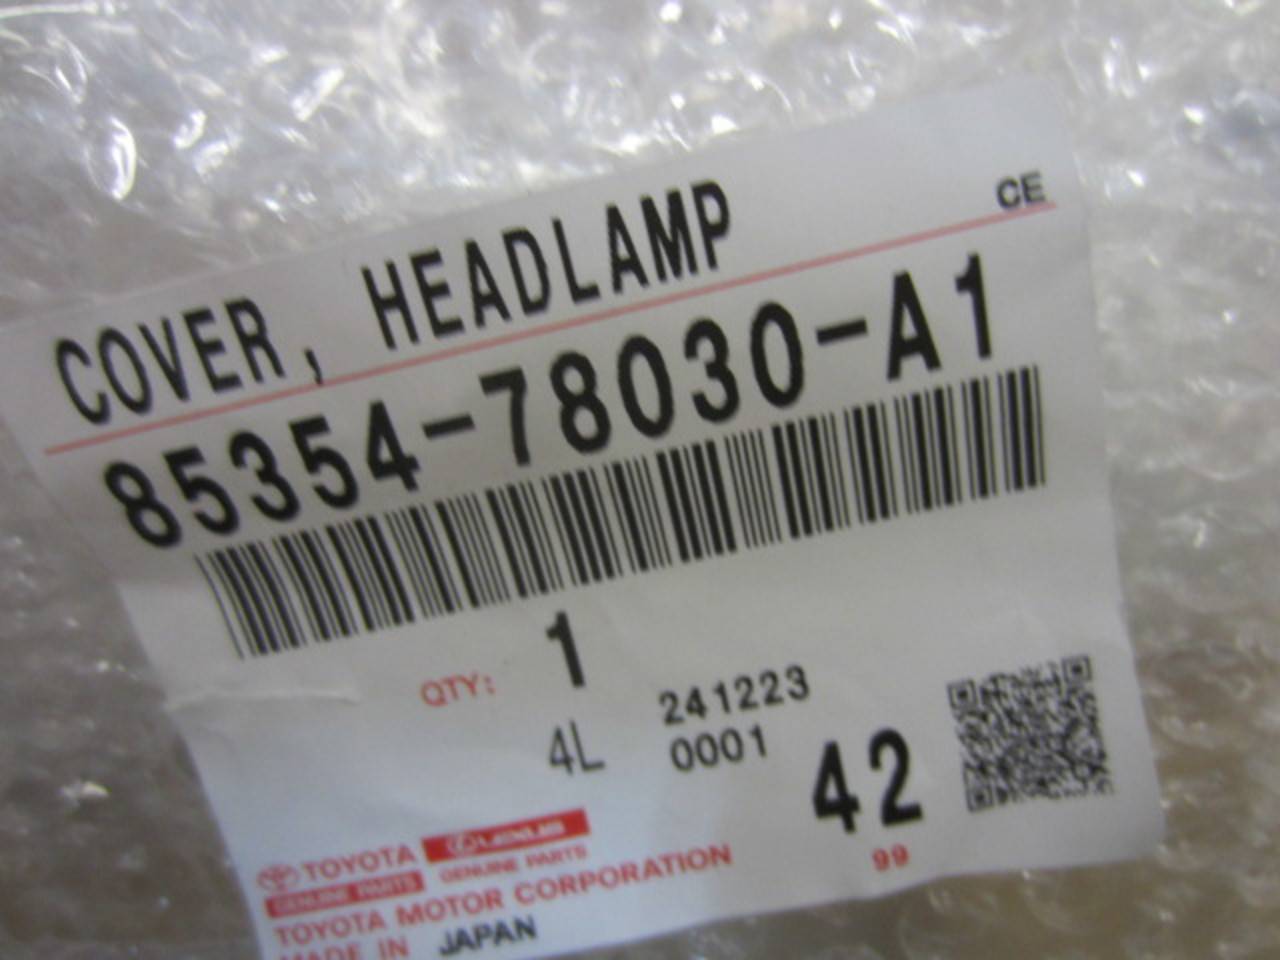 CE
COVER, HEADLAMP
85354-78030-A1
QTY: 1
241223
4L 0001
42
TOYOTA LEXUS
GENUINE PARTS GENUINE PARTS
TOYOTA MOTOR CORPORATION 99
MADE IN JAPAN